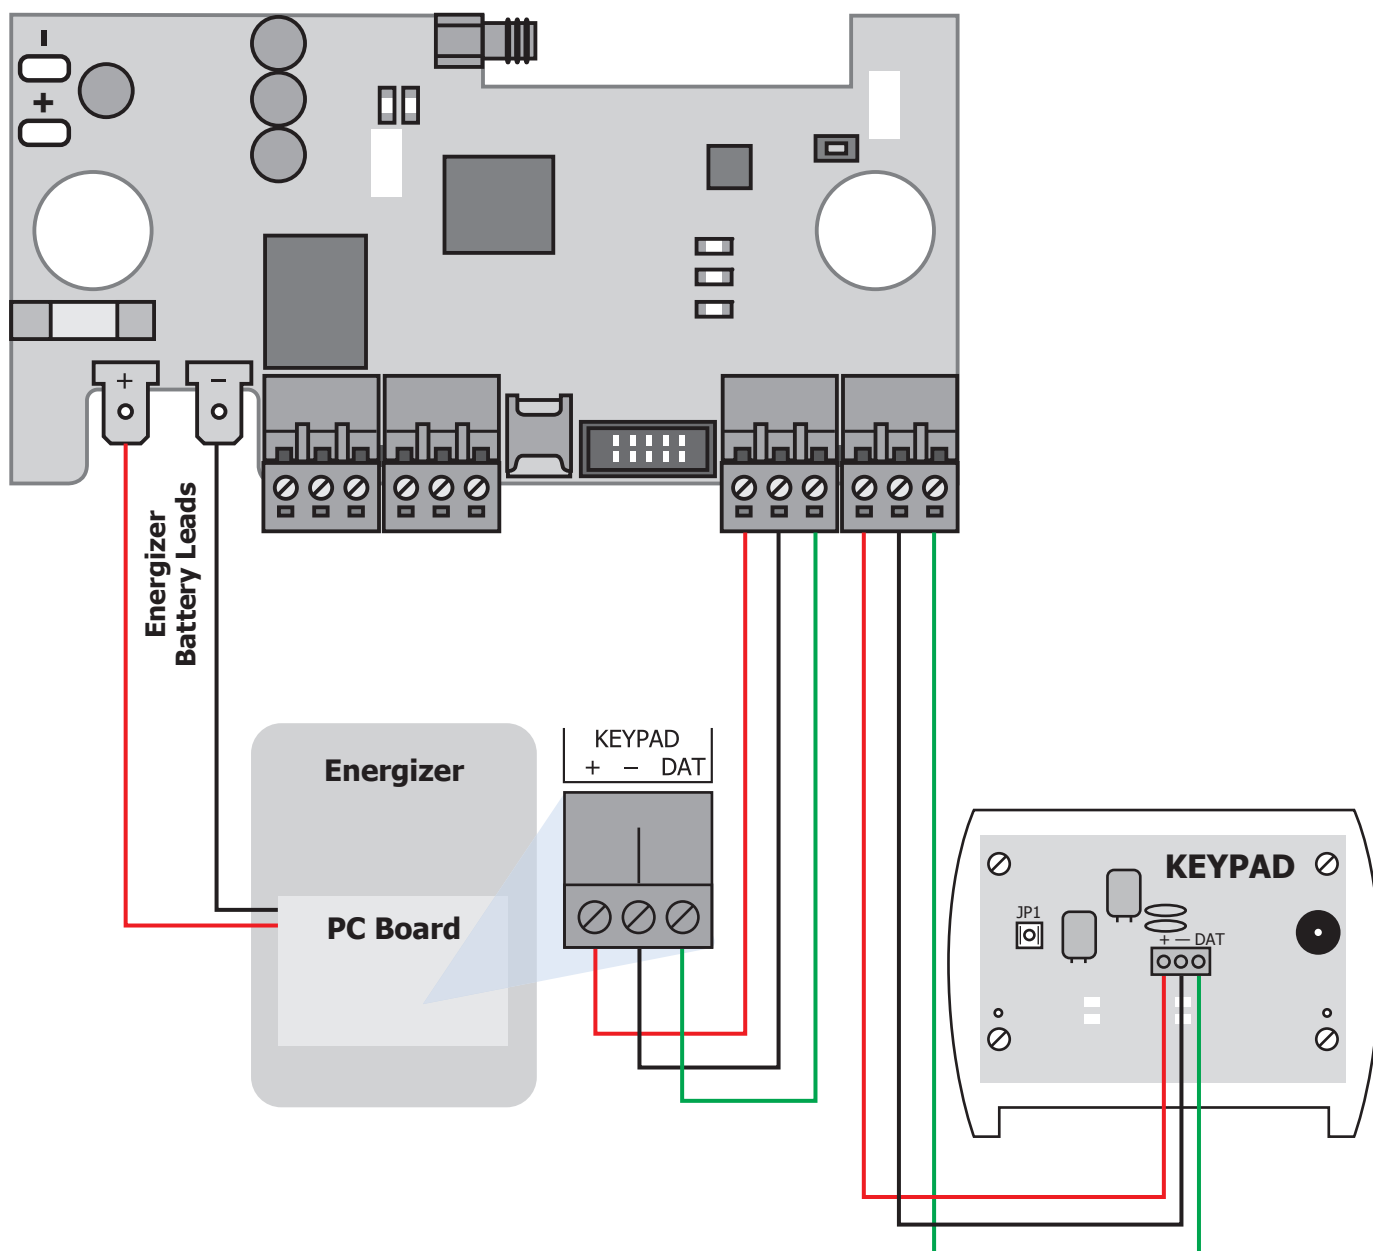 -
+
+
-
Energizer
Battery Leads
KEYPAD
+ – DAT
Energizer
PC Board
KEYPAD
JP1
+ — DAT